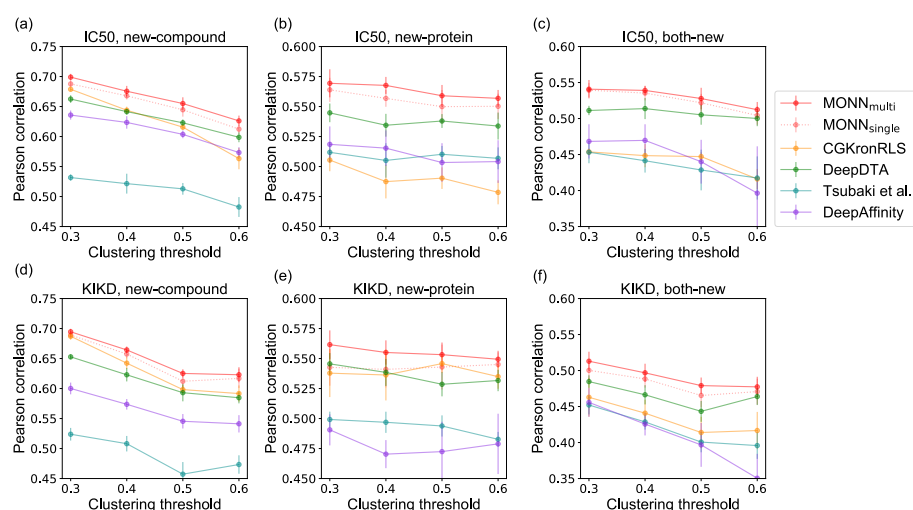 (a)
IC50, new-compound
0.75
0.70
0.65
0.60
0.55
0.50
0.45
Pearson correlation
0.3 0.4 0.5 0.6
Clustering threshold
(b)
IC50, new-protein
0.600
0.575
0.550
0.525
0.500
0.475
0.450
Pearson correlation
0.3 0.4 0.5 0.6
Clustering threshold
(c)
IC50, both-new
0.60
0.55
0.50
0.45
0.40
0.35
Pearson correlation
0.3 0.4 0.5 0.6
Clustering threshold
MONNmulti
MONNsingle
CGKronRLS
DeepDTA
Tsubaki et al.
DeepAffinity
(d)
KIKD, new-compound
0.75
0.70
0.65
0.60
0.55
0.50
0.45
Pearson correlation
0.3 0.4 0.5 0.6
Clustering threshold
(e)
KIKD, new-protein
0.600
0.575
0.550
0.525
0.500
0.475
0.450
Pearson correlation
0.3 0.4 0.5 0.6
Clustering threshold
(f)
KIKD, both-new
0.60
0.55
0.50
0.45
0.40
0.35
Pearson correlation
0.3 0.4 0.5 0.6
Clustering threshold